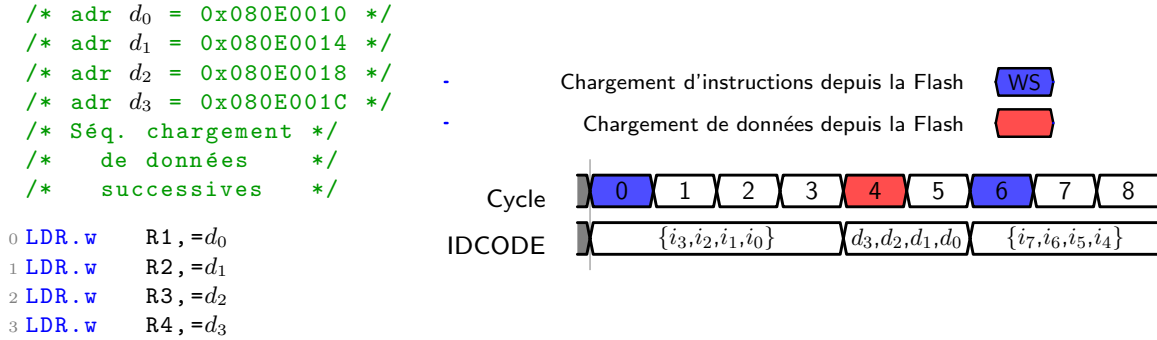 /* adr d₀ = 0x080E0010 */
/* adr d₁ = 0x080E0014 */
/* adr d₂ = 0x080E0018 */
/* adr d₃ = 0x080E001C */
/* Séq. chargement */
/* de données */
/* successives */
0 LDR.w R1,=d₀
1 LDR.w R2,=d₁
2 LDR.w R3,=d₂
3 LDR.w R4,=d₃
- Chargement d'instructions depuis la Flash WS
- Chargement de données depuis la Flash
Cycle 0 1 2 3 4 5 6 7 8
IDCODE {i₃,i₂,i₁,i₀} d₃,d₂,d₁,d₀ {i₇,i₆,i₅,i₄}